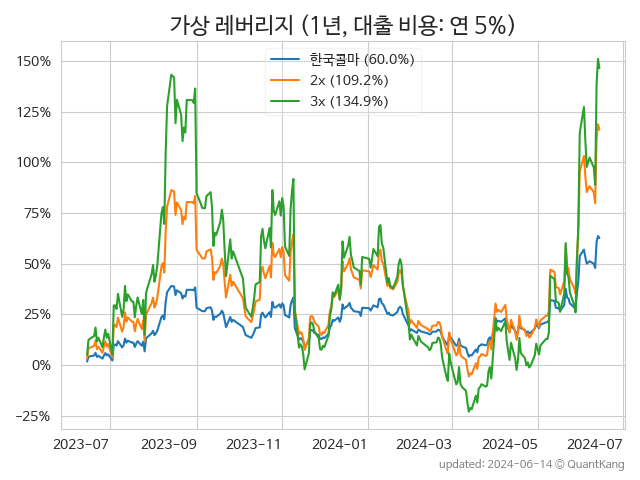 가상 레버리지 (1년, 대출 비용: 연 5%)
한국콜마 (60.0%)
2x (109.2%)
3x (134.9%)
150%
125%
100%
75%
50%
25%
0%
−25%
2023-07 2023-09 2023-11 2024-01 2024-03 2024-05 2024-07
updated: 2024-06-14 © QuantKang